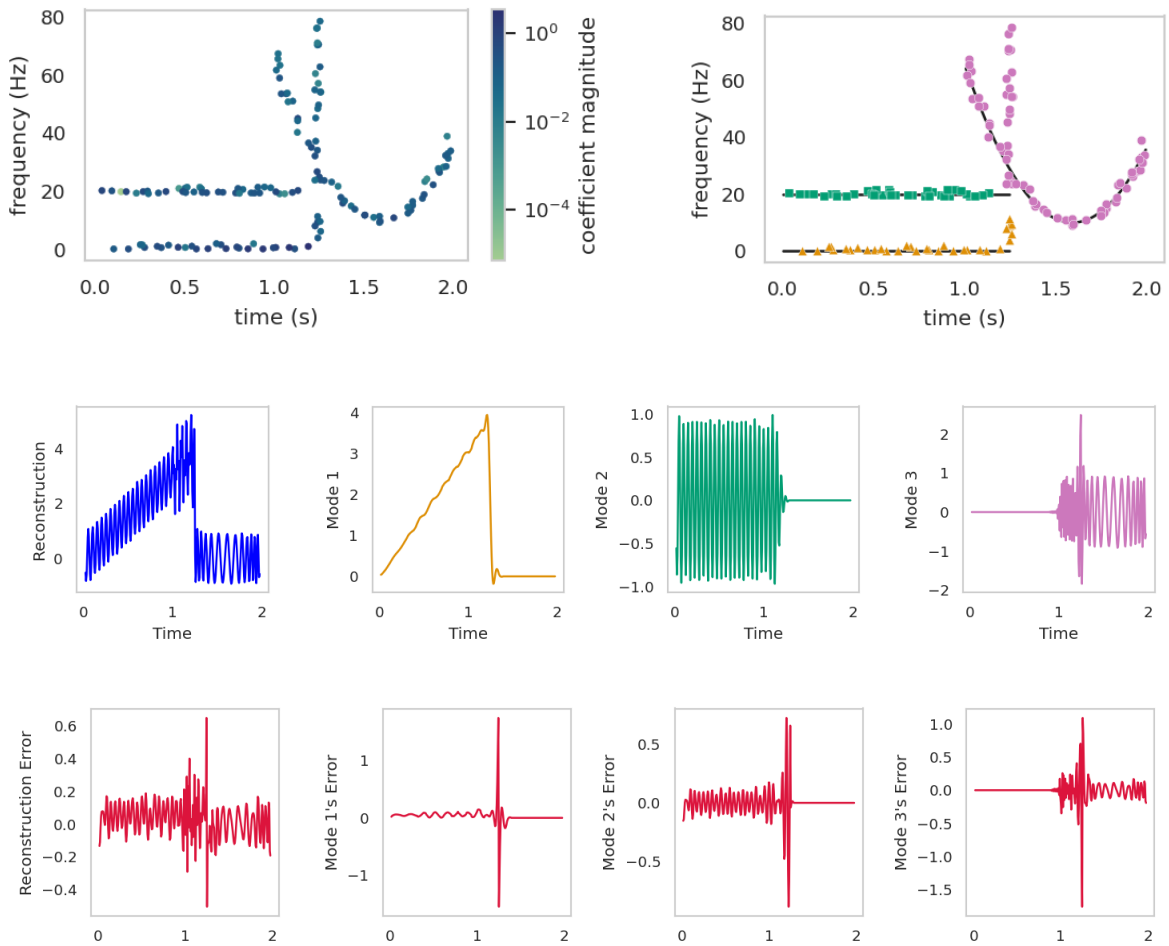 80
60
40
20
0
frequency (Hz)
0.0 0.5 1.0 1.5 2.0
time (s)
10^0
10^−2
10^−4
coefficient magnitude
80
60
40
20
0
frequency (Hz)
0.0 0.5 1.0 1.5 2.0
time (s)
4
2
0
Reconstruction
0 1 2
Time
4
3
2
1
0
Mode 1
0 1 2
Time
1.0
0.5
0.0
−0.5
−1.0
Mode 2
0 1 2
Time
2
1
0
−1
−2
Mode 3
0 1 2
Time
0.6
0.4
0.2
0.0
−0.2
−0.4
Reconstruction Error
0 1 2
1
0
−1
Mode 1's Error
0 1 2
0.5
0.0
−0.5
Mode 2's Error
0 1 2
1.0
0.5
0.0
−0.5
−1.0
−1.5
Mode 3's Error
0 1 2